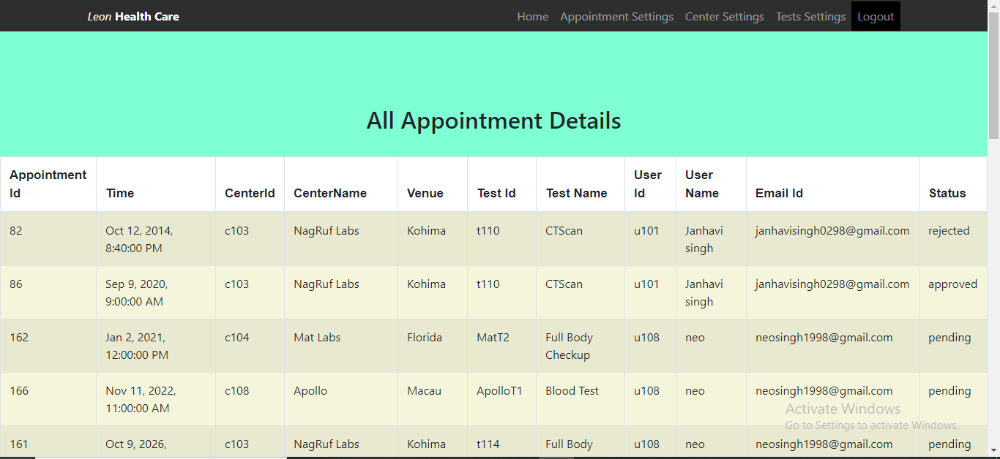 Leon Health Care Home Appointment Settings Center Settings Tests Settings Logout
All Appointment Details
Appointment Id Time CenterId CenterName Venue Test Id Test Name User Id User Name Email Id Status
82 Oct 12, 2014, 8:40:00 PM c103 NagRuf Labs Kohima t110 CTScan u101 Janhavi singh janhavisingh0298@gmail.com rejected
86 Sep 9, 2020, 9:00:00 AM c103 NagRuf Labs Kohima t110 CTScan u101 Janhavi singh janhavisingh0298@gmail.com approved
162 Jan 2, 2021, 12:00:00 PM c104 Mat Labs Florida MatT2 Full Body Checkup u108 neo neosingh1998@gmail.com pending
166 Nov 11, 2022, 11:00:00 AM c108 Apollo Macau ApolloT1 Blood Test u108 neo neosingh1998@gmail.com pending
161 Oct 9, 2026, c103 NagRuf Labs Kohima t114 Full Body u108 neo neosingh1998@gmail.com pending
Activate Windows
Go to Settings to activate Windows.